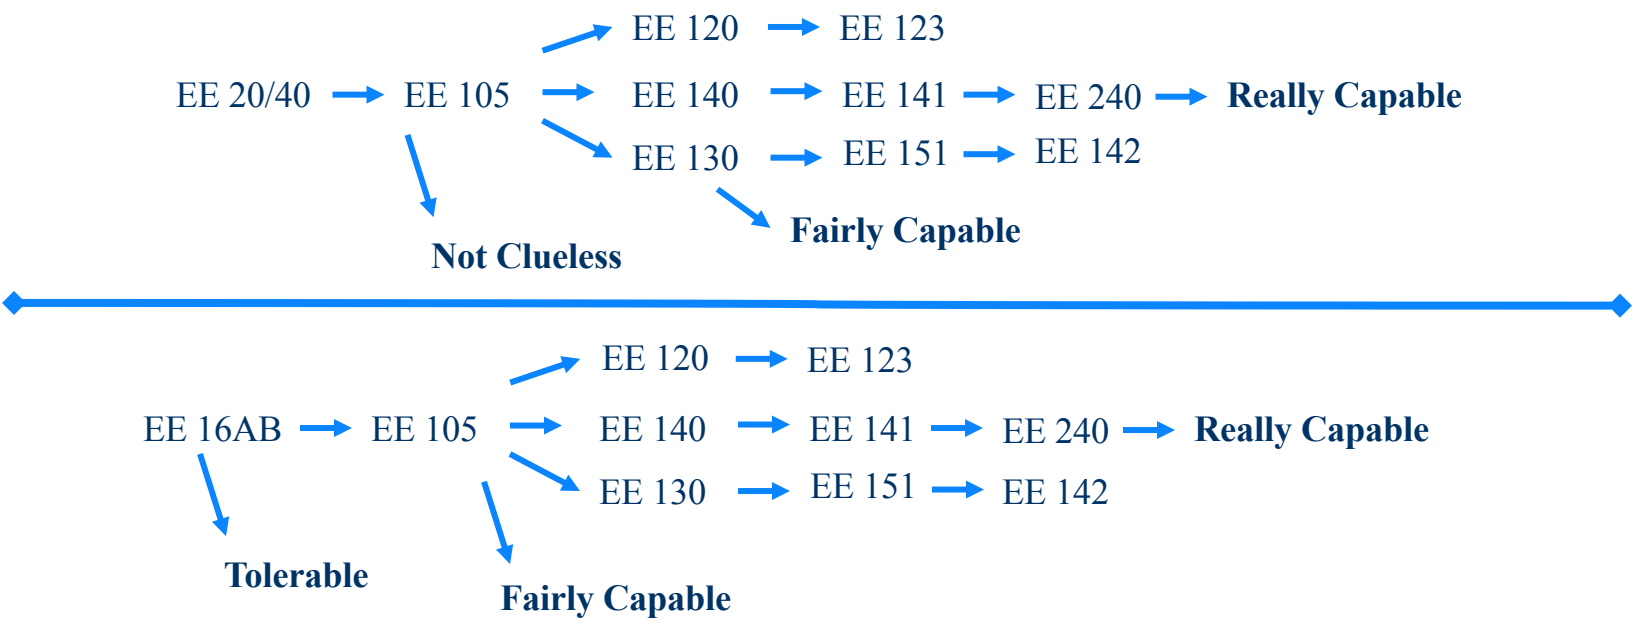 EE 120 EE 123
EE 20/40 EE 105 EE 140 EE 141 EE 240 Really Capable
EE 130 EE 151 EE 142
Fairly Capable
Not Clueless
EE 120 EE 123
EE 16AB EE 105 EE 140 EE 141 EE 240 Really Capable
EE 130 EE 151 EE 142
Tolerable
Fairly Capable